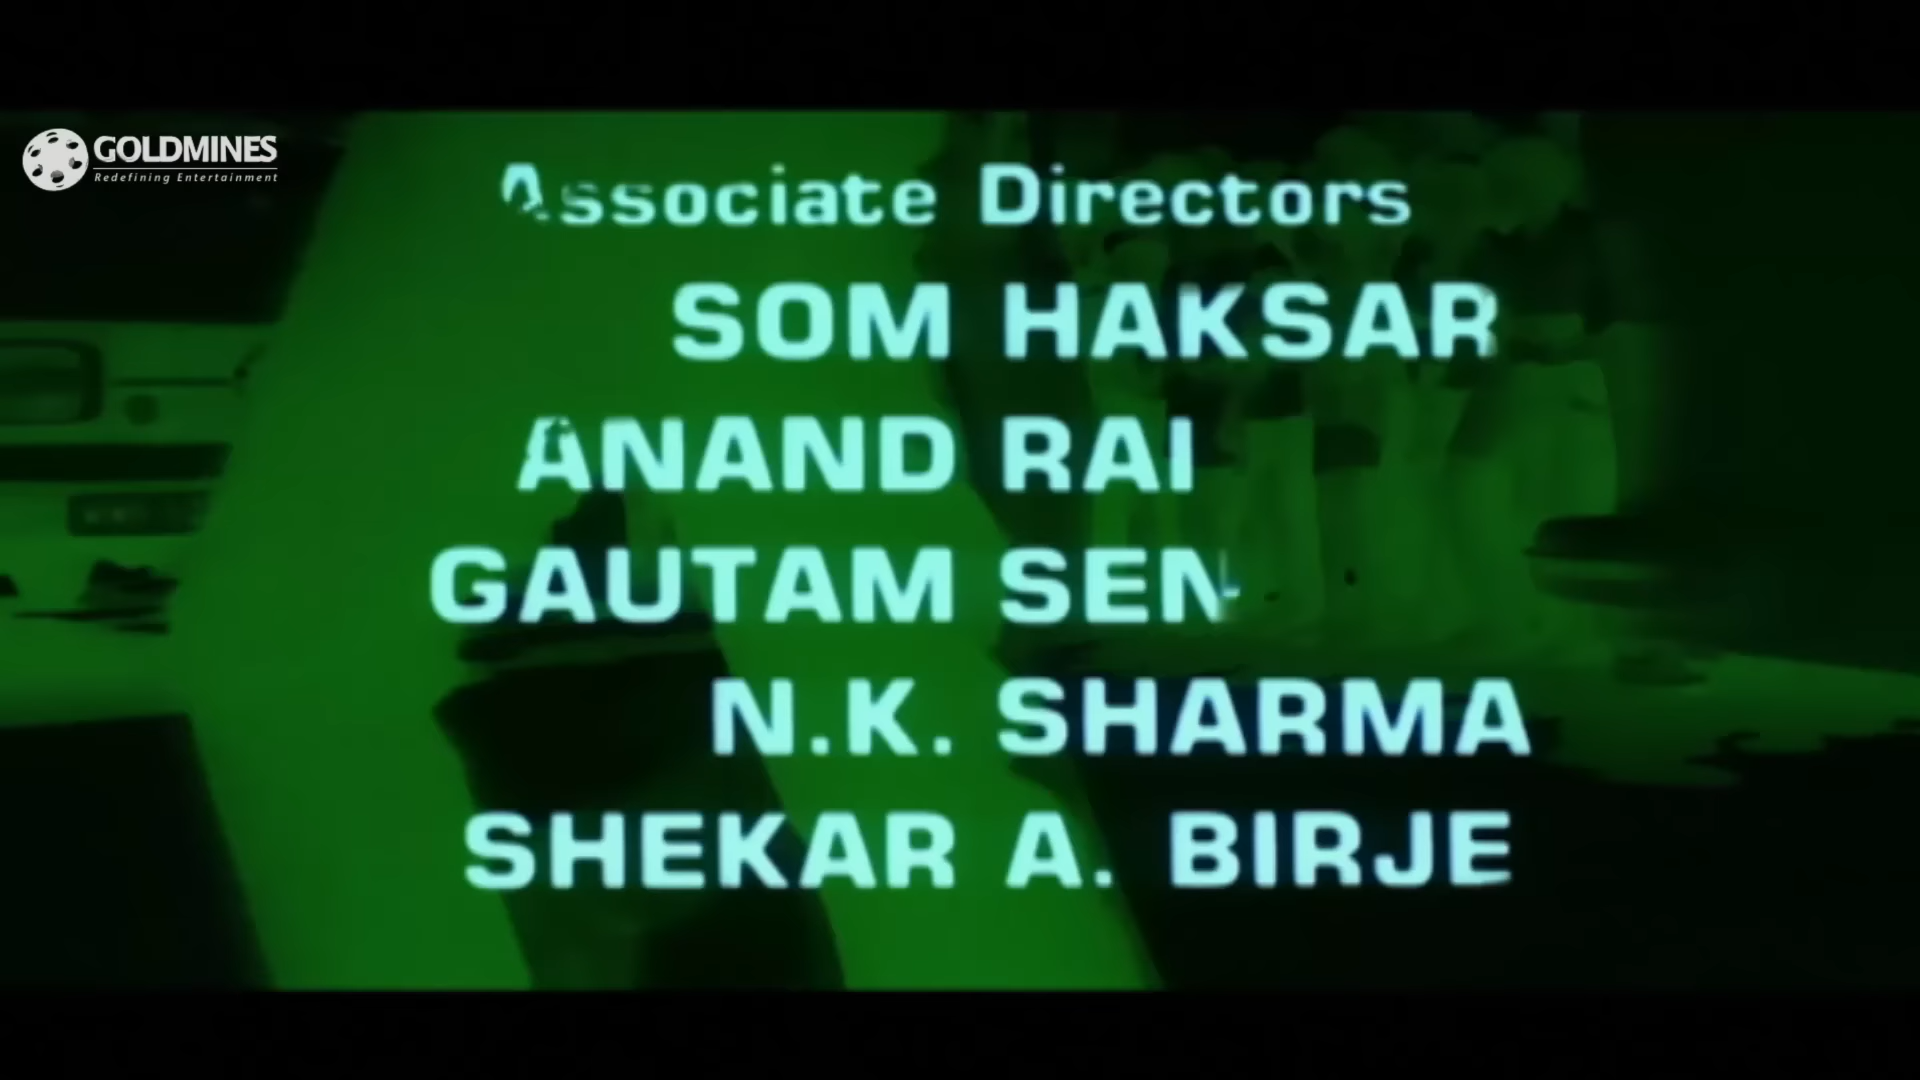 GOLDMINES
Redefining Entertainment
Associate Directors
SOM HAKSAR
ANAND RAI
GAUTAM SEN
N.K. SHARMA
SHEKAR A. BIRJE